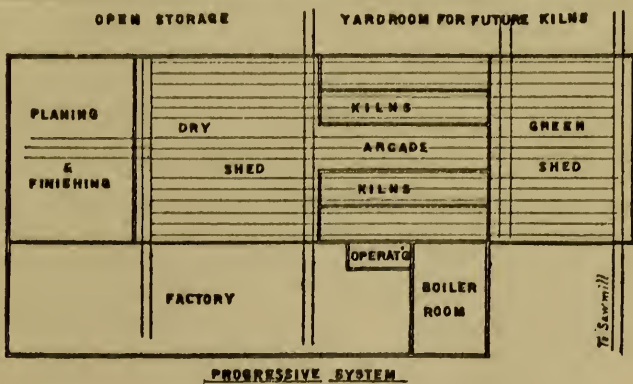 OPEN STORAGE
YARDROOM FOR FUTURE KILNS
PLANING
&
FINISHING
DRY
SHED
KILNS
ARCADE
KILNS
GREEN
SHED
OPERAT'G
FACTORY
BOILER
ROOM
To Sawmill
PROGRESSIVE SYSTEM